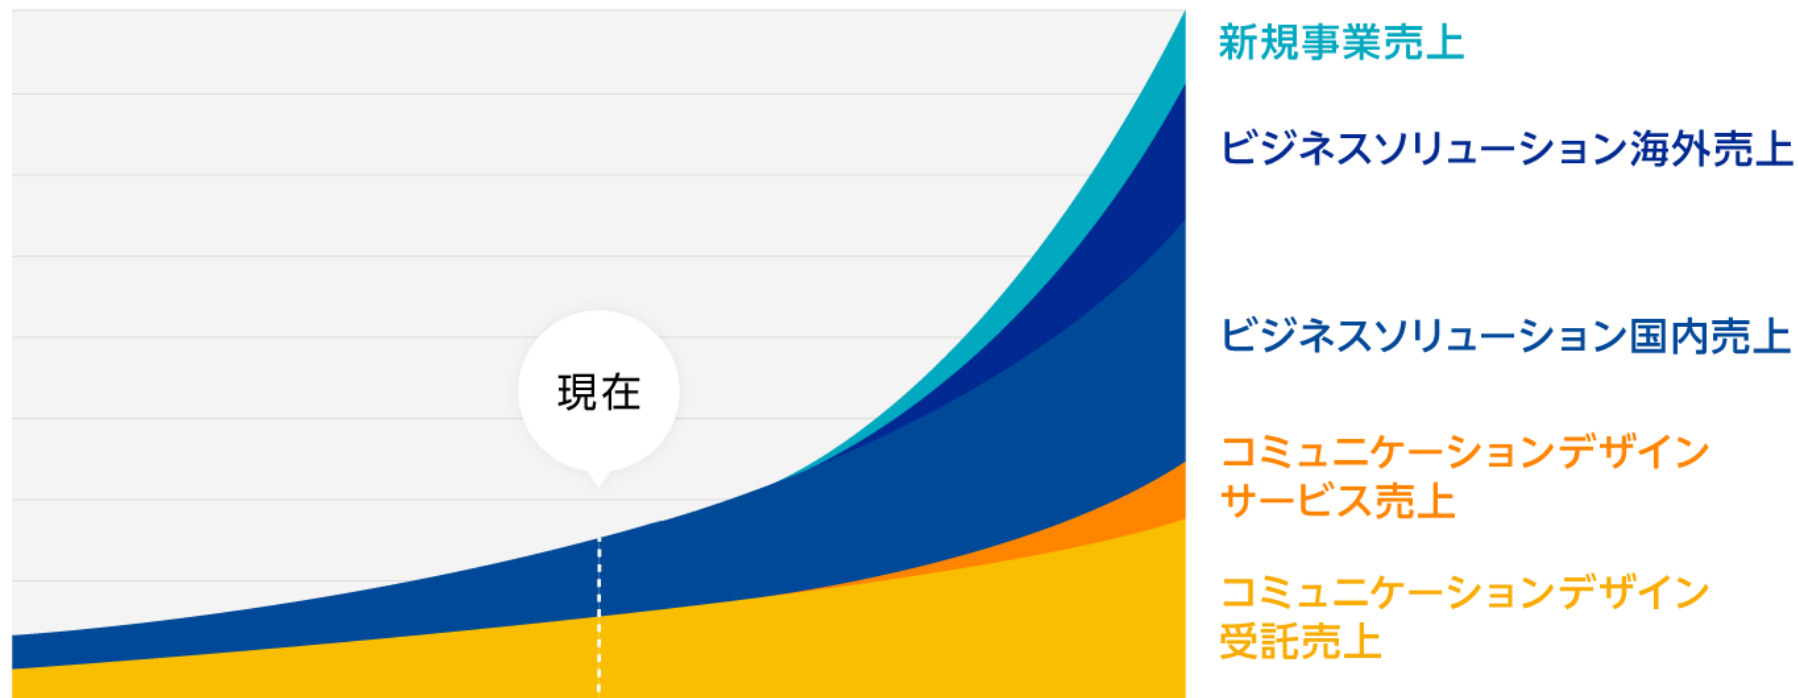 新規事業売上
ビジネスソリューション海外売上
ビジネスソリューション国内売上
現在
コミュニケーションデザイン
サービス売上
コミュニケーションデザイン
受託売上